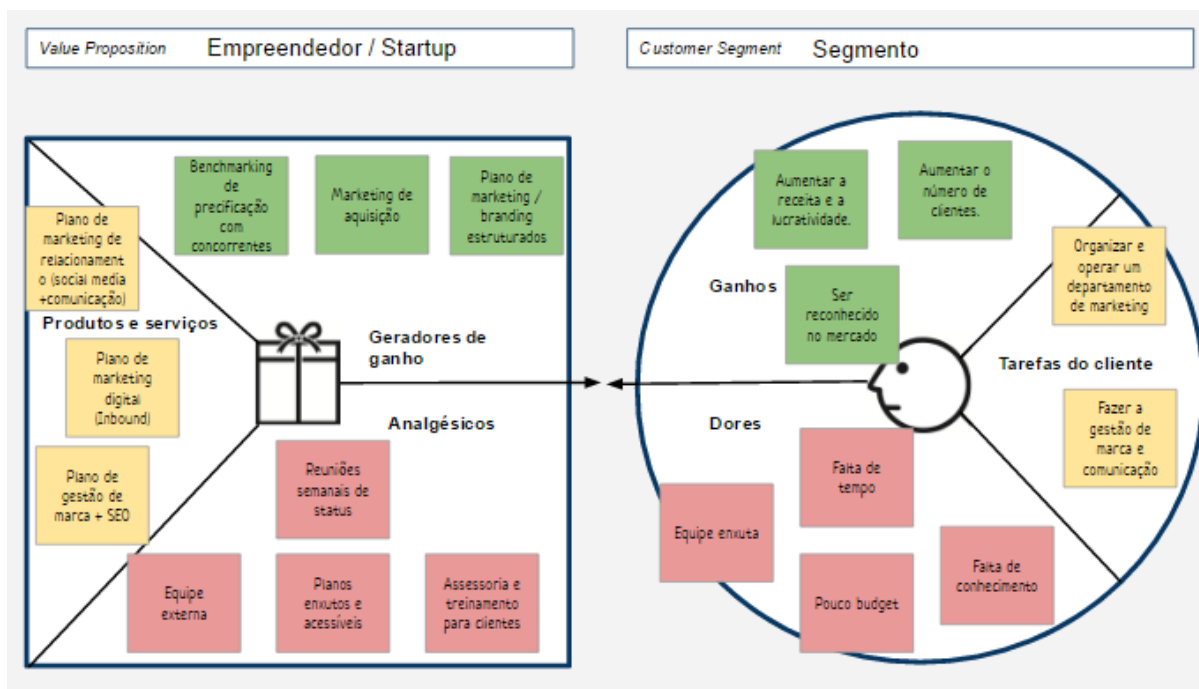 Value Proposition Empreendedor / Startup
Customer Segment Segmento
Benchmarking
de
precificação
com
concorrentes
Marketing de
aquisição
Plano de
marketing /
branding
estruturados
Plano de
marketing de
relacionament
o (social media
+comunicação)
Produtos e serviços
Plano de
marketing
digital
(Inbound)
Plano de
gestão de
marca + SEO
Geradores de
ganho
Analgésicos
Reuniões
semanais de
status
Equipe
externa
Planos
enxutos e
acessíveis
Assessoria e
treinamento
para clientes
Aumentar a
receita e a
lucratividade.
Aumentar o
número de
clientes.
Ganhos
Ser
reconhecido
no mercado
Organizar e
operar um
departamento
de marketing
Tarefas do cliente
Fazer a
gestão de
marca e
comunicação
Dores
Falta de
tempo
Equipe enxuta
Pouco budget
Falta de
conhecimento